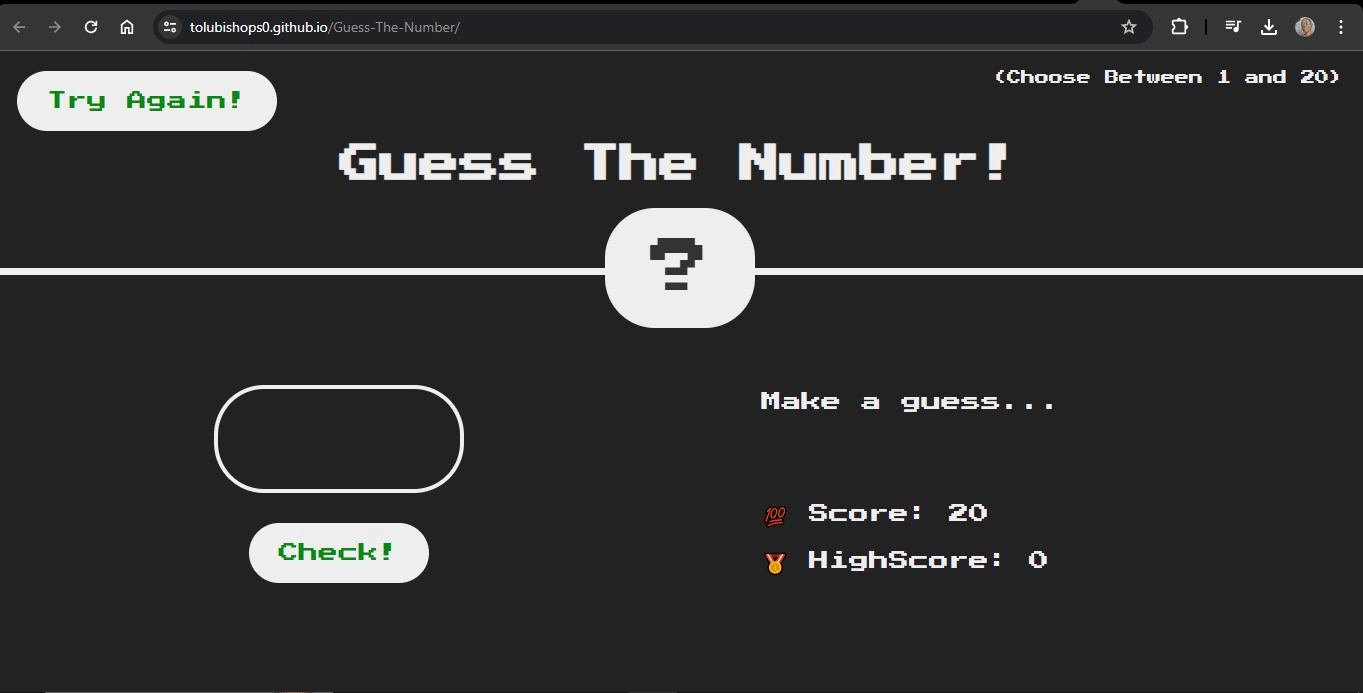 tolubishops0.github.io/Guess-The-Number/
Try Again!
(Choose Between 1 and 20)
Guess The Number!
?
Make a guess...
💯 Score: 20
Check!
🥇 HighScore: 0